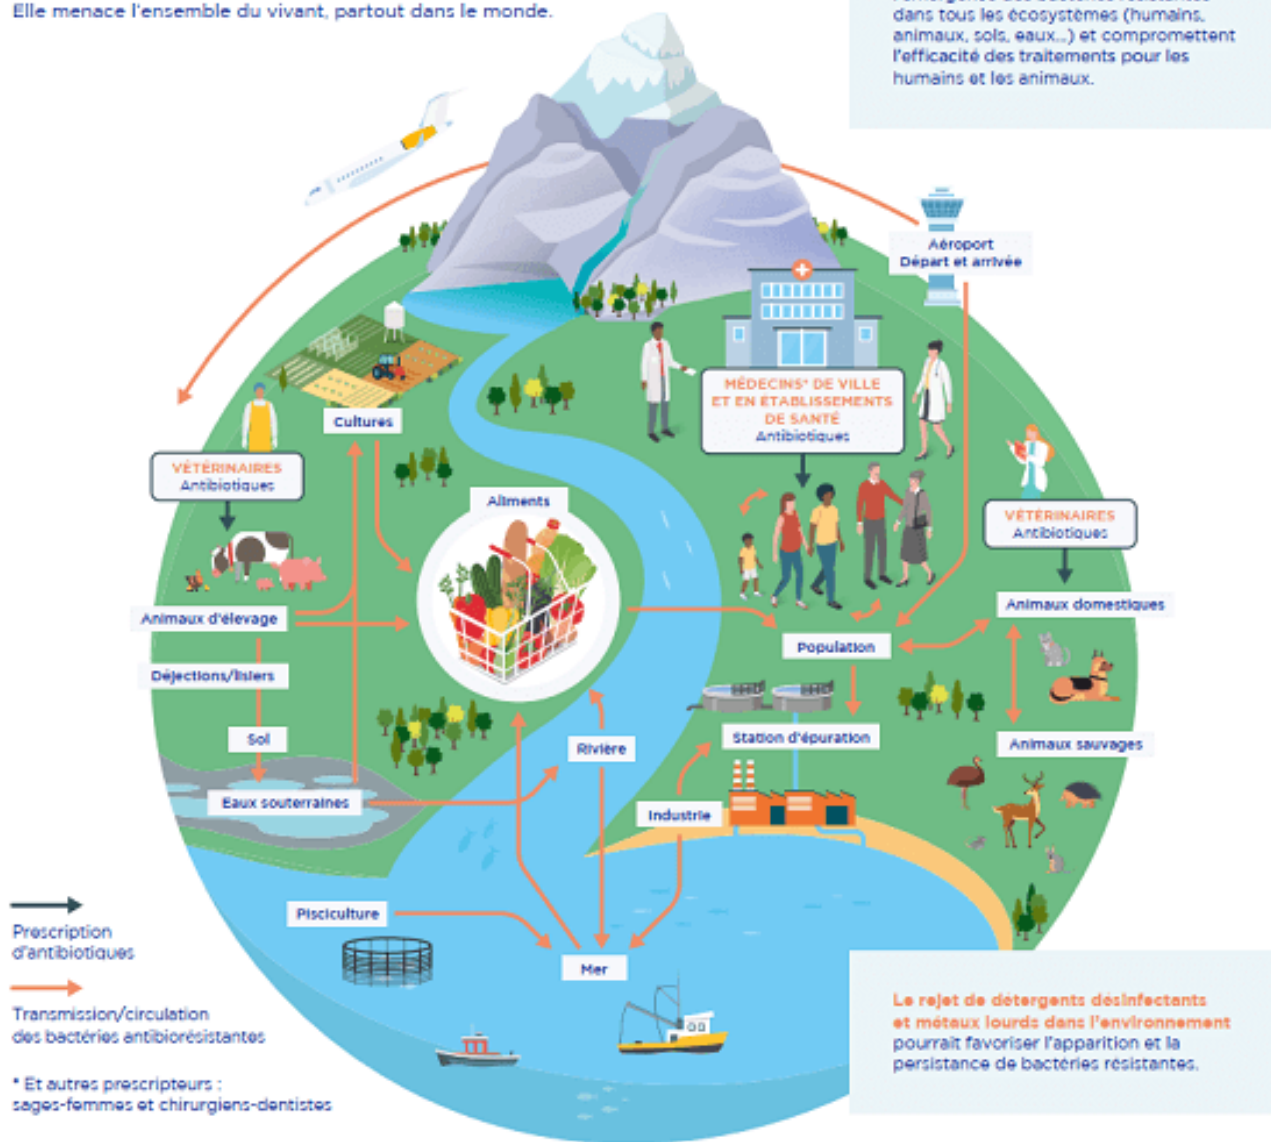 Elle menace l'ensemble du vivant, partout dans le monde.
dans tous les écosystèmes (humains,
animaux, sols, eaux...) et compromettent
l'efficacité des traitements pour les
humains et les animaux.
Aéroport
Départ et arrivée
MÉDECINS* DE VILLE
ET EN ÉTABLISSEMENTS
DE SANTÉ
Antibiotiques
Cultures
VÉTÉRINAIRES
Antibiotiques
Aliments
VÉTÉRINAIRES
Antibiotiques
Animaux d'élevage
Animaux domestiques
Population
Déjections/lisiers
Sol
Rivière
Station d'épuration
Animaux sauvages
Eaux souterraines
Industrie
Pisciculture
Mer
Prescription
d'antibiotiques
Transmission/circulation
des bactéries antibiorésistantes
* Et autres prescripteurs :
sages-femmes et chirurgiens-dentistes
Le rejet de détergents désinfectants
et métaux lourds dans l'environnement
pourrait favoriser l'apparition et la
persistance de bactéries résistantes.